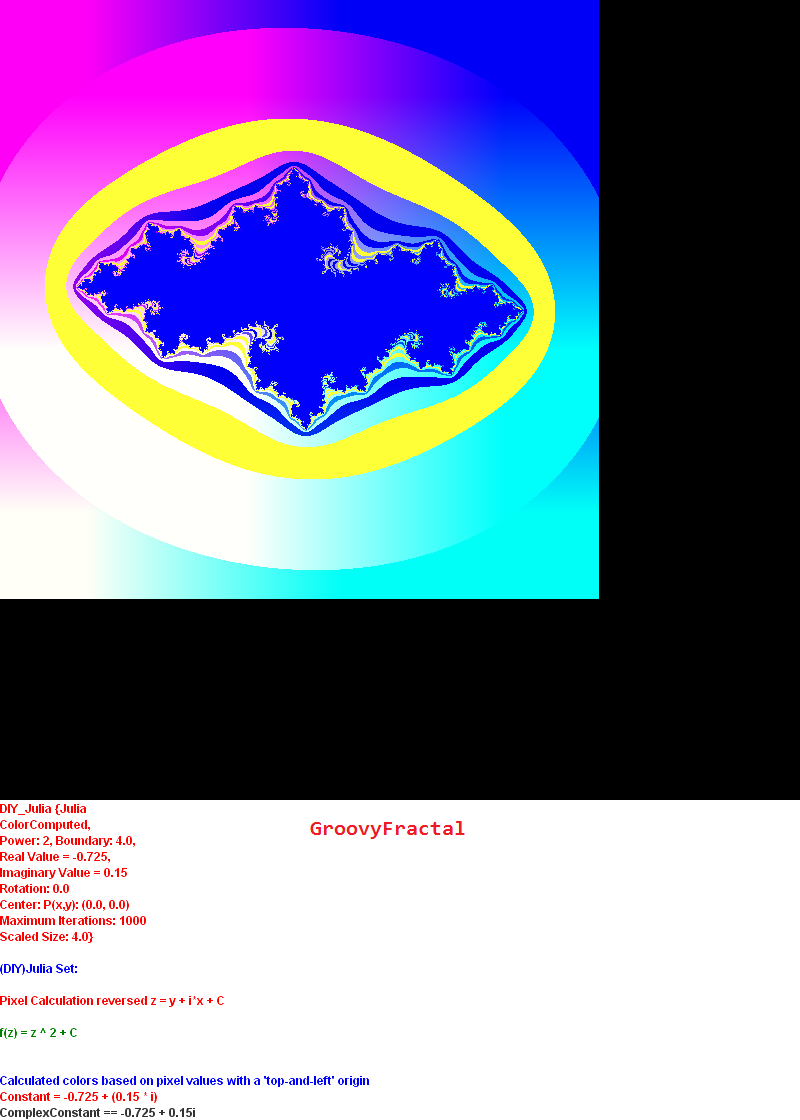 DIY_Julia {Julia
ColorComputed,
GroovyFractal
Power: 2, Boundary: 4.0,
Real Value = -0.725,
Imaginary Value = 0.15
Rotation: 0.0
Center: P(x,y): (0.0, 0.0)
Maximum Iterations: 1000
Scaled Size: 4.0}
(DIY)Julia Set:
Pixel Calculation reversed z = y + i*x + C
f(z) = z ^ 2 + C
Calculated colors based on pixel values with a 'top-and-left' origin
Constant = -0.725 + (0.15 * i)
ComplexConstant == -0.725 + 0.15i